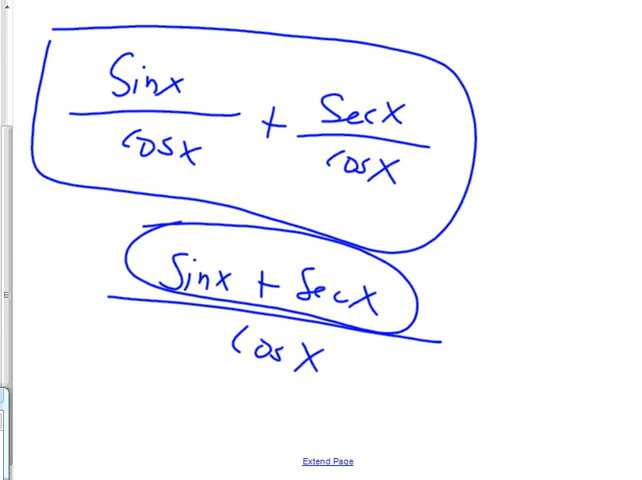 sinx/cosx + secx/cosx
sinx + secx
cosx
Extend Page